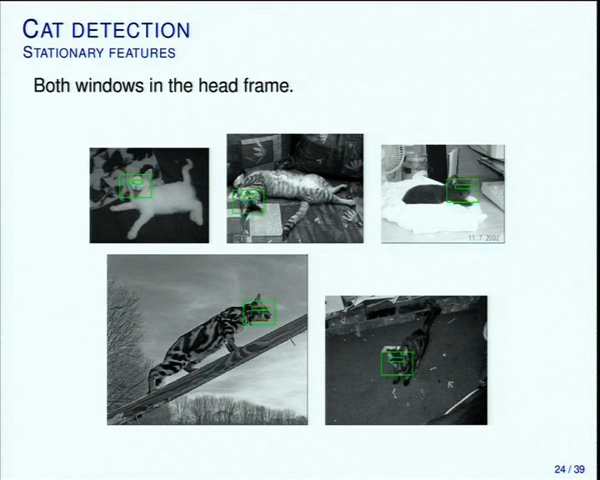 CAT DETECTION
STATIONARY FEATURES
Both windows in the head frame.
11. 7. 2002
24 / 39